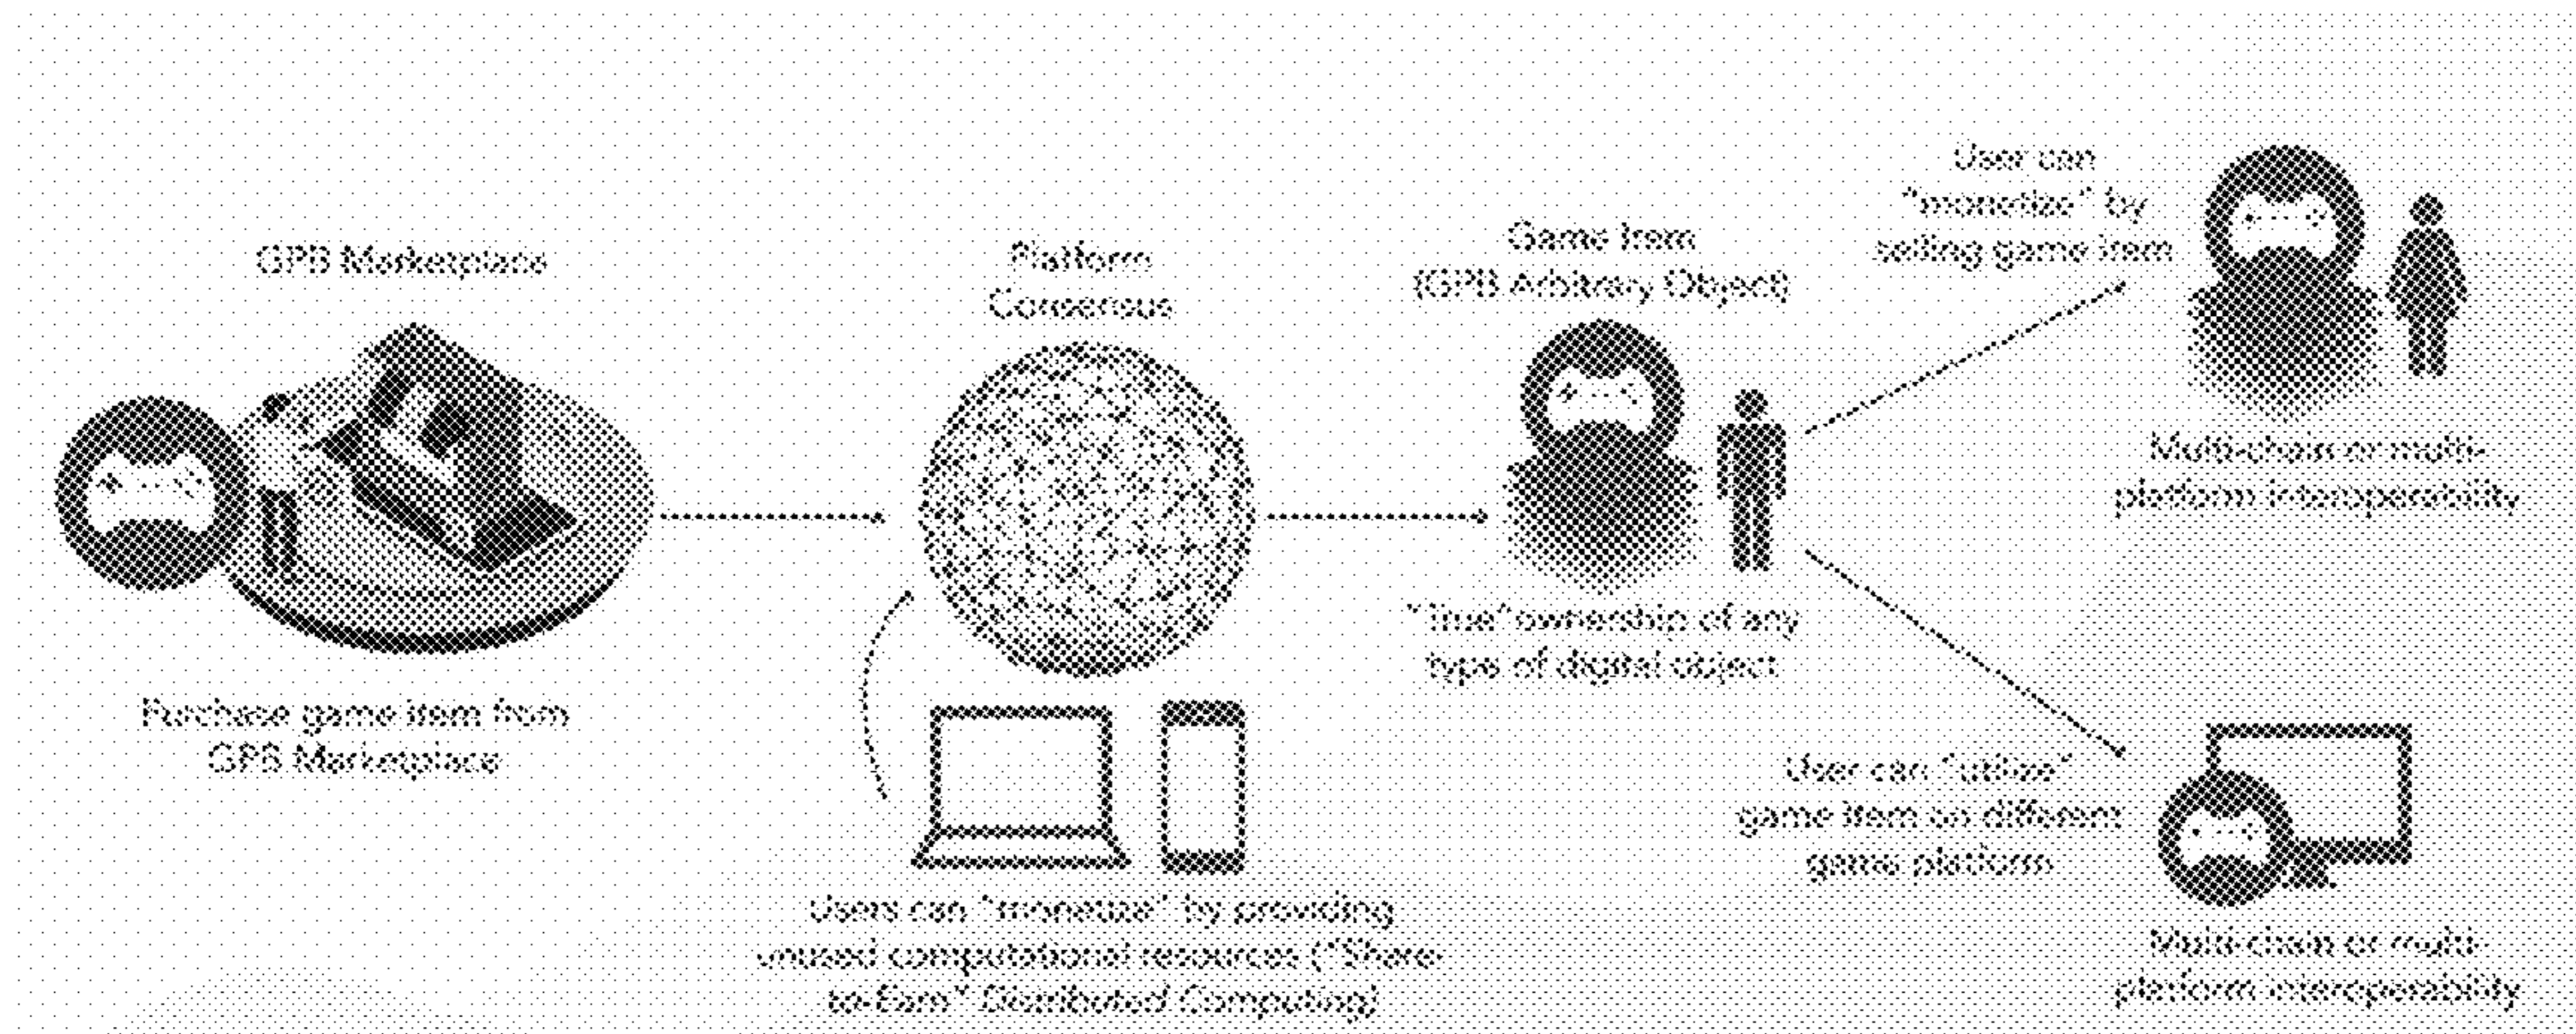 GPB Marketplace
Purchase game item from
GPB Marketplace
Platform
Consensus
Users can "monetize" by providing
unused computational resources ("Share-
to-Earn" Distributed Computing)
Game Item
(GPB Arbitrary Object)
"True" ownership of any
type of digital object
User can
"monetize" by
selling game item
Multi-chain or multi-
platform interoperability
User can "utilize"
game item on different
game platform
Multi-chain or multi-
platform interoperability